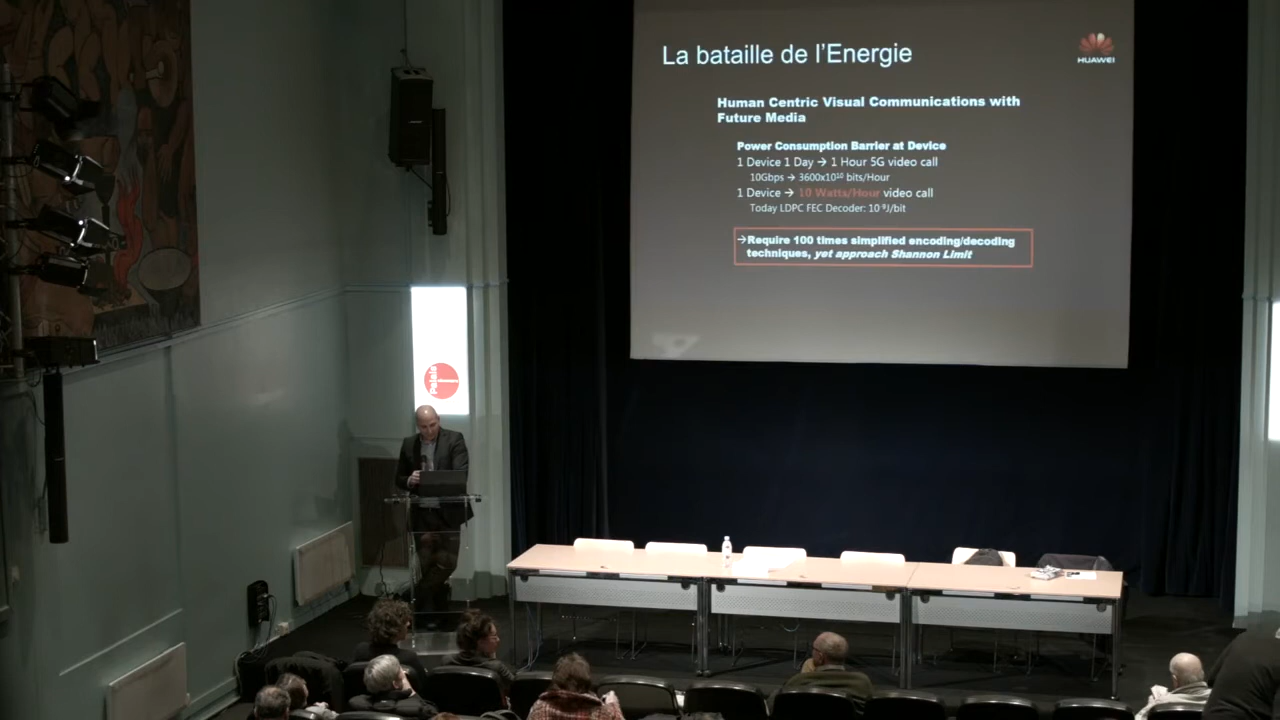 La bataille de l'Energie
HUAWEI
Human Centric Visual Communications with
Future Media
Power Consumption Barrier at Device
1 Device 1 Day → 1 Hour 5G video call
10Gbps → 3600x10¹⁰ bits/Hour
1 Device → 10 Watts/Hour video call
Today LDPC FEC Decoder: 10⁻⁹J/bit
→Require 100 times simplified encoding/decoding
techniques, yet approach Shannon Limit
Palais